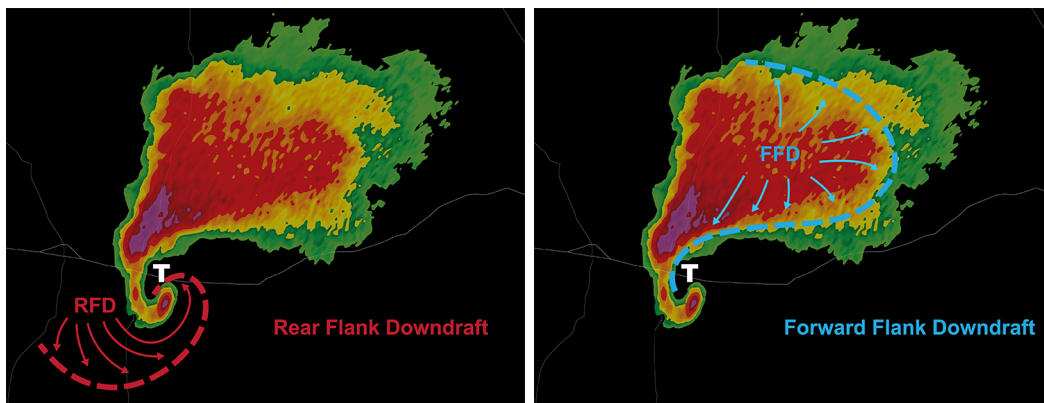 T
RFD
Rear Flank Downdraft
FFD
T
Forward Flank Downdraft